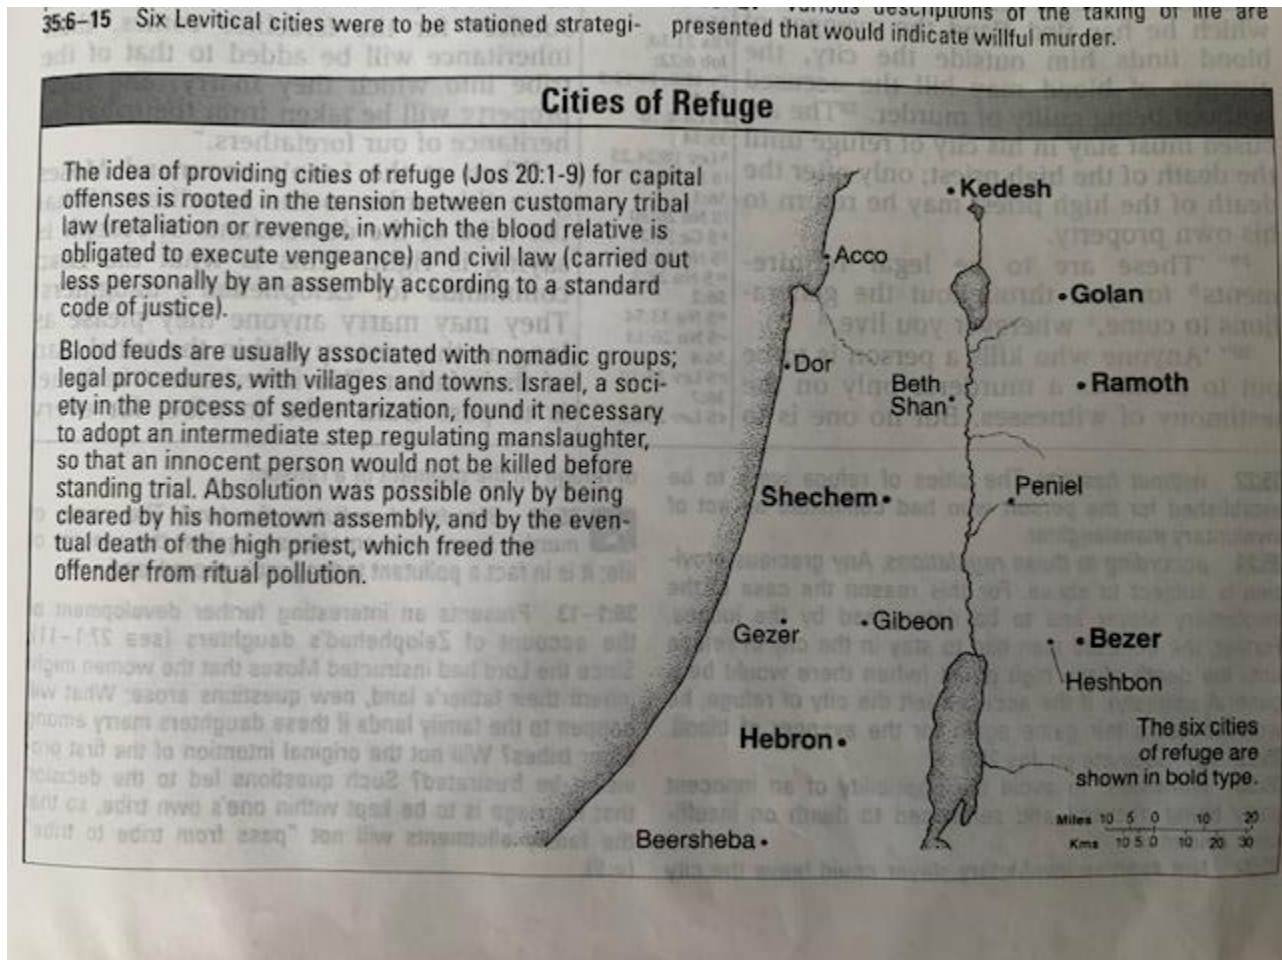 35:6–15 Six Levitical cities were to be stationed strategi-
descriptions of the taking of life are
presented that would indicate willful murder.
Cities of Refuge
The idea of providing cities of refuge (Jos 20:1-9) for capital
offenses is rooted in the tension between customary tribal
law (retaliation or revenge, in which the blood relative is
obligated to execute vengeance) and civil law (carried out
less personally by an assembly according to a standard
code of justice).
Blood feuds are usually associated with nomadic groups;
legal procedures, with villages and towns. Israel, a soci-
ety in the process of sedentarization, found it necessary
to adopt an intermediate step regulating manslaughter,
so that an innocent person would not be killed before
standing trial. Absolution was possible only by being
cleared by his hometown assembly, and by the even-
tual death of the high priest, which freed the
offender from ritual pollution.
Kedesh
Acco
Golan
Dor
Beth
Shan
Ramoth
Shechem
Peniel
Gezer
Gibeon
Bezer
Heshbon
Hebron
The six cities
of refuge are
shown in bold type.
Beersheba
Miles 10 5 0 10 20
Kms 10 5 0 10 20 30